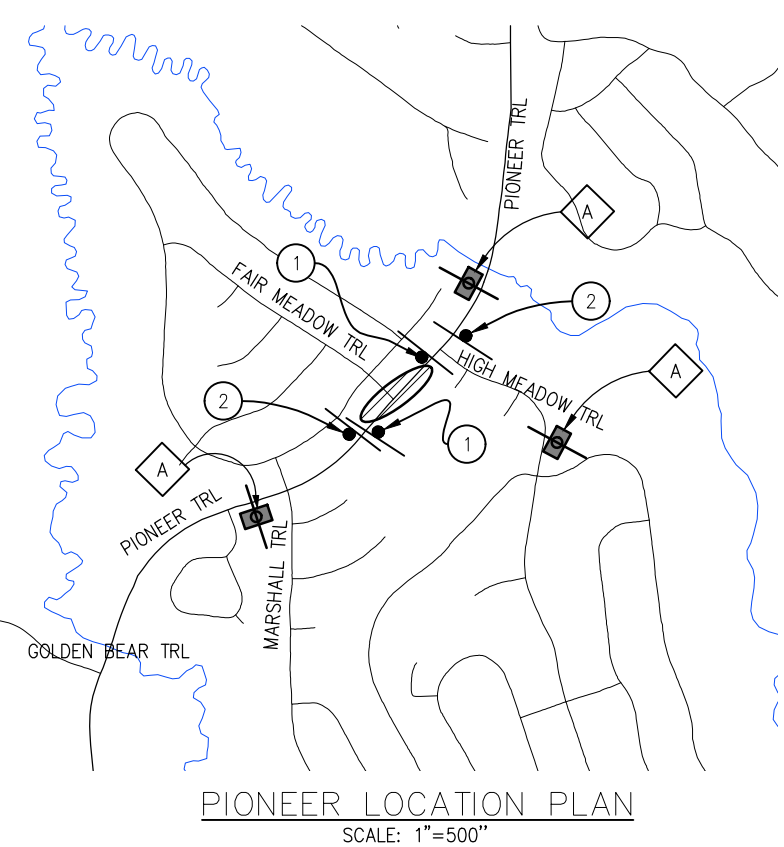 PIONEER TRL
A
1
FAIR MEADOW TRL
2
A
HIGH MEADOW TRL
2
1
A
PIONEER TRL
MARSHALL TRL
GOLDEN BEAR TRL
PIONEER LOCATION PLAN
SCALE: 1"=500"